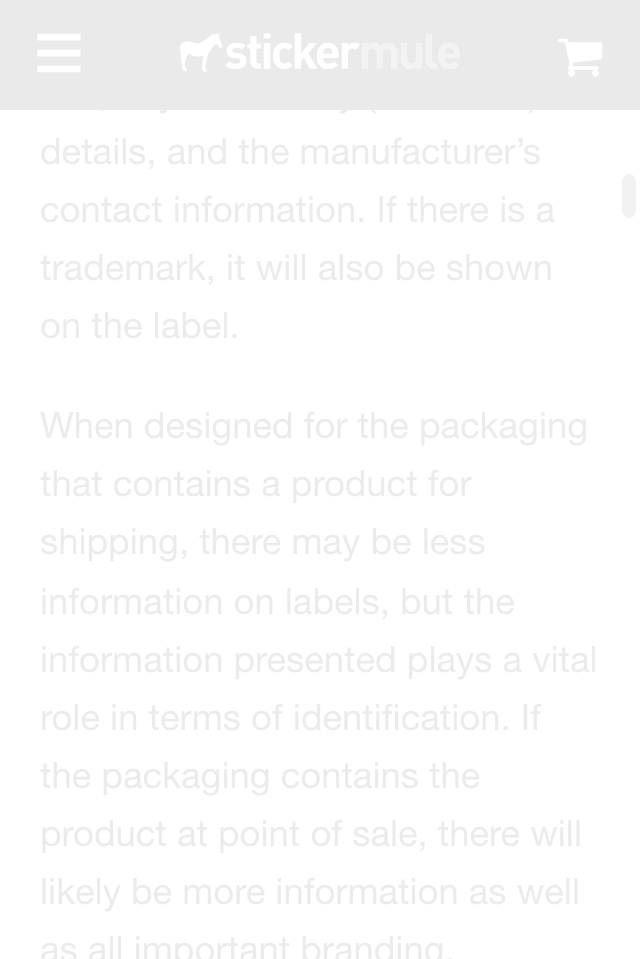 stickermule
details, and the manufacturer’s
contact information. If there is a
trademark, it will also be shown
on the label.
When designed for the packaging
that contains a product for
shipping, there may be less
information on labels, but the
information presented plays a vital
role in terms of identification. If
the packaging contains the
product at point of sale, there will
likely be more information as well
as all important branding.